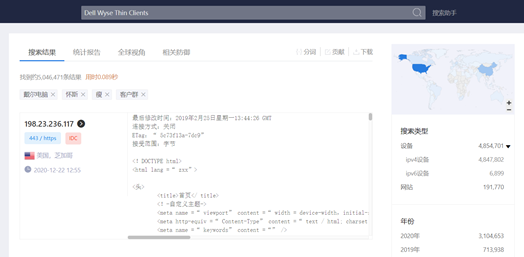 Dell Wyse Thin Clients
搜索助手
搜索结果
统计报告
全球视角
相关防御
分词
贡献
下载
找到约5,046,471条结果 用时0.089秒
戴尔电脑 ×
怀斯 ×
瘦 ×
客户群 ×
198.23.236.117
443 / https
IDC
美国，芝加哥
2020-12-22 12:55
最后修改时间：2019年2月25日星期一13:44:26 GMT
连接方式：关闭
ETag：“ 5c73f13a-7dc9”
接受范围：字节
<! DOCTYPE html>
<html lang = “ zxx”>
<头>
<title>首页</ title>
<! -自定义主题->
<meta name = “ viewport” content = “ width = device-width，initial-s
<meta http-equiv = “ Content-Type” content = “ text / html; charset
<meta name = “ keywords” content = “” />
+
−
搜索类型
设备 4,854,701
ipv4设备 4,847,802
ipv6设备 6,899
网站 191,770
年份
2020年 3,104,653
2019年 713,938